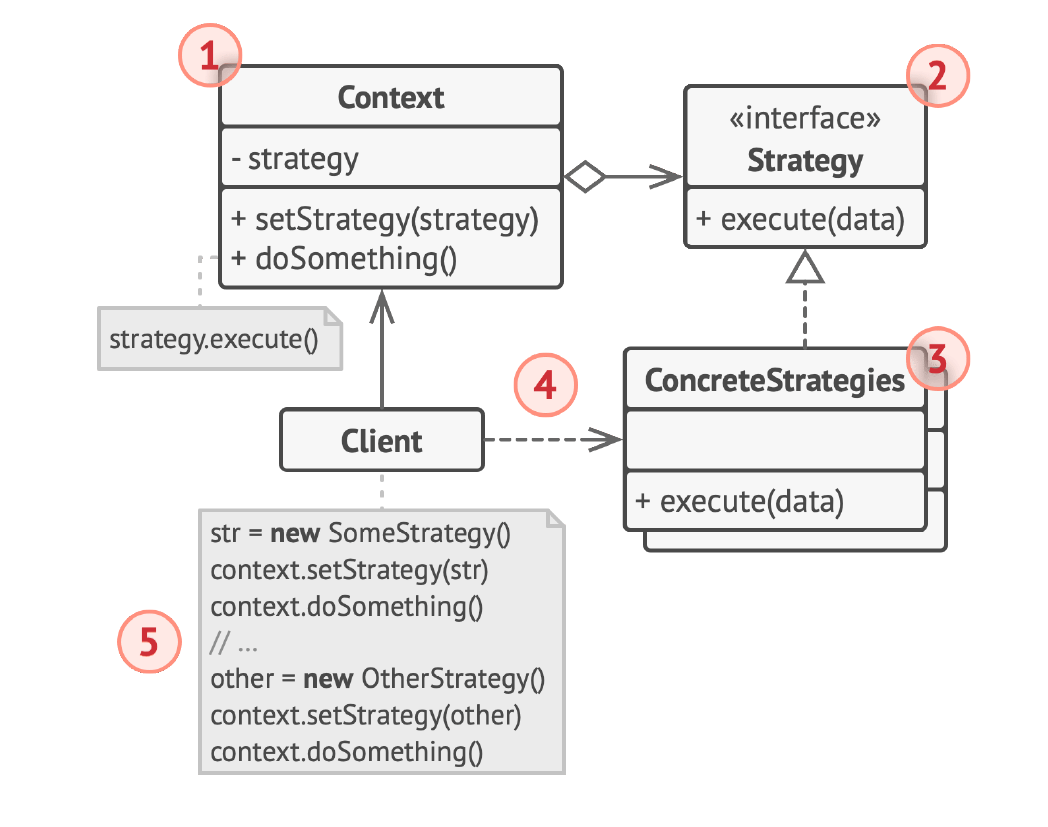 1
Context
- strategy
+ setStrategy(strategy)
+ doSomething()
strategy.execute()
2
«interface»
Strategy
+ execute(data)
3
ConcreteStrategies
+ execute(data)
4
Client
5
str = new SomeStrategy()
context.setStrategy(str)
context.doSomething()
// ...
other = new OtherStrategy()
context.setStrategy(other)
context.doSomething()